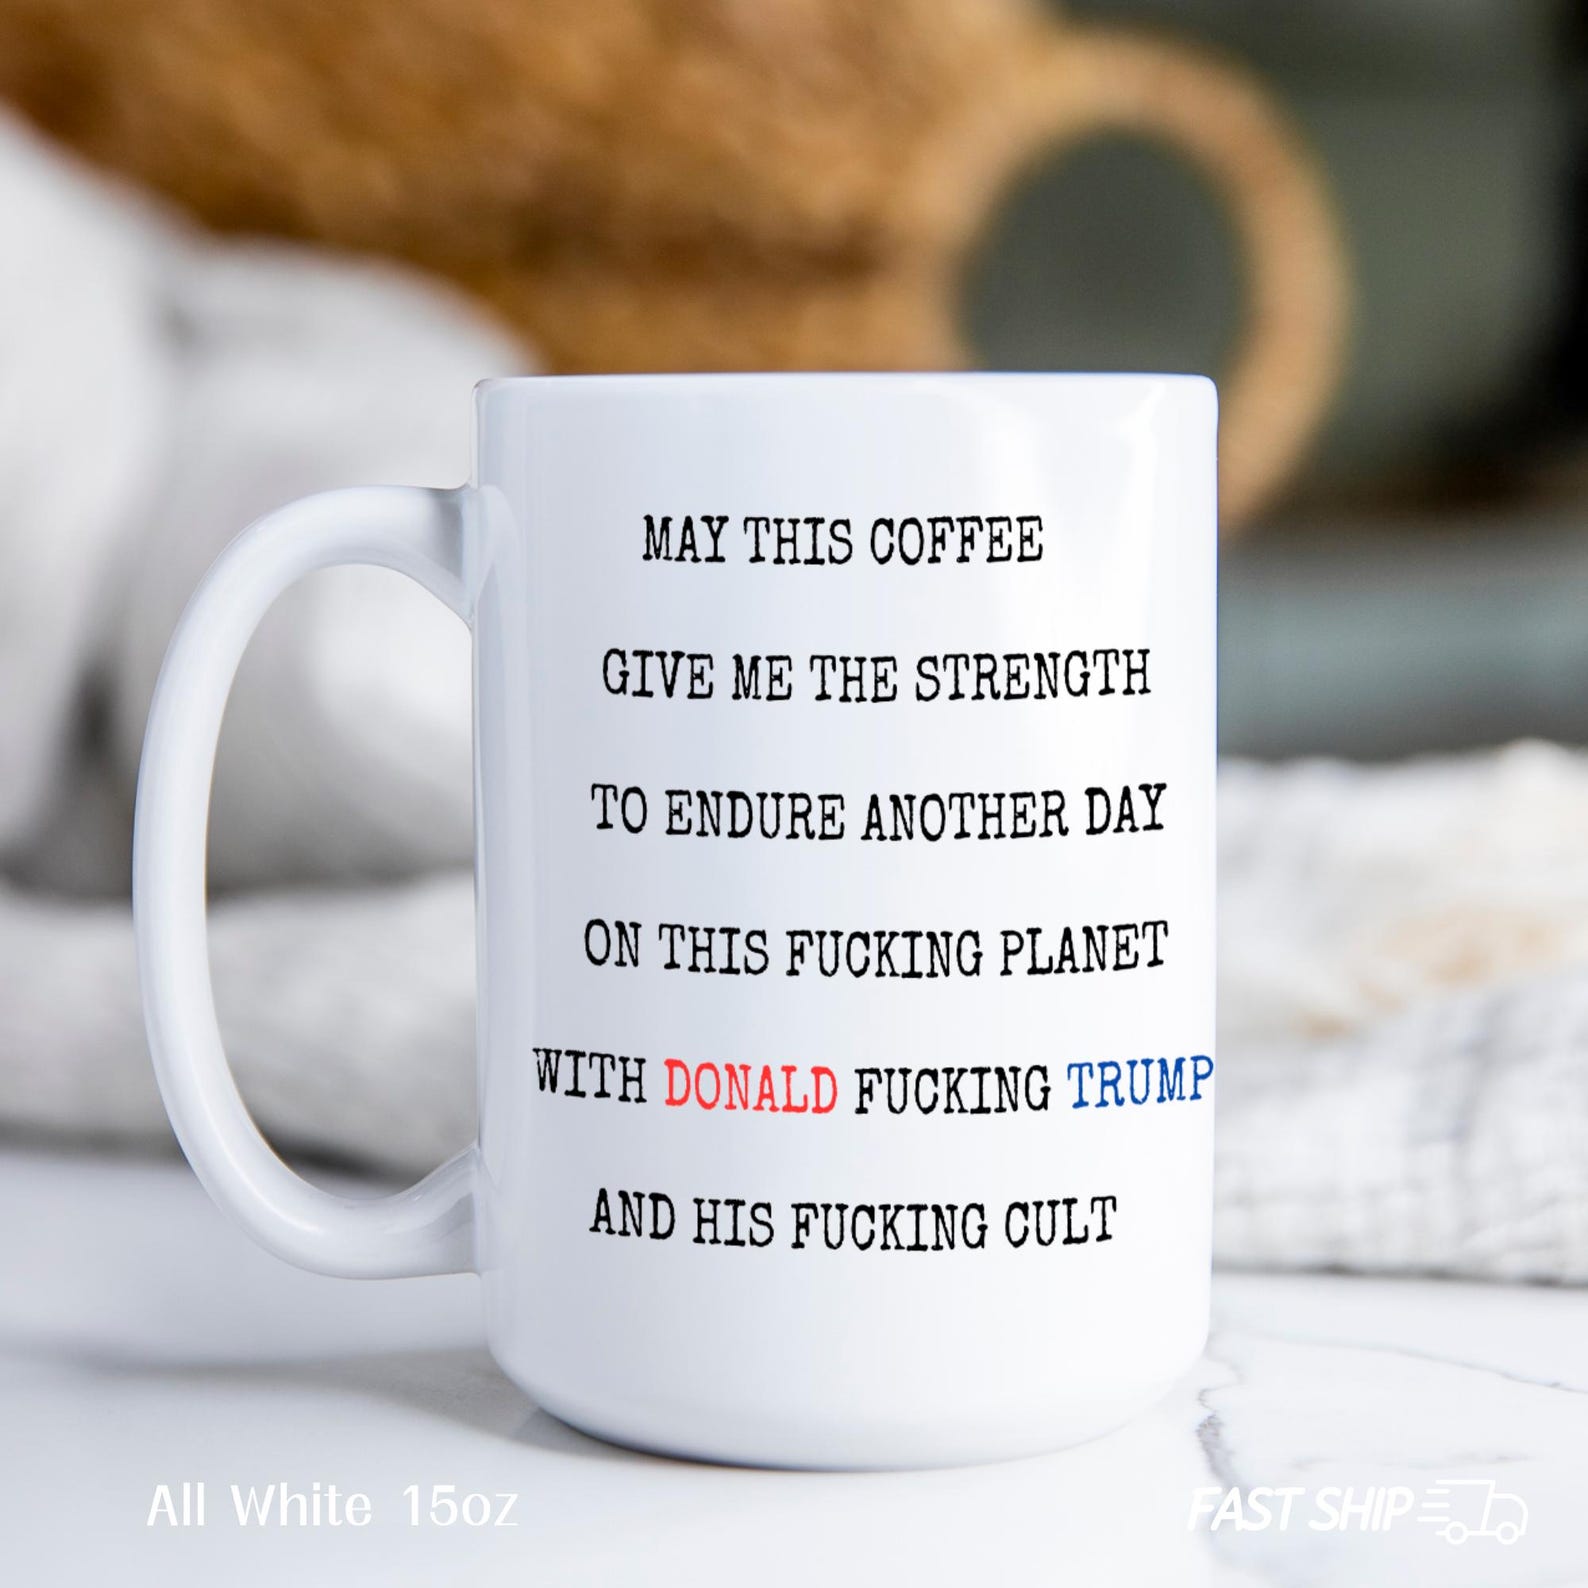 MAY THIS COFFEE
GIVE ME THE STRENGTH
TO ENDURE ANOTHER DAY
ON THIS FUCKING PLANET
WITH DONALD FUCKING TRUMP
AND HIS FUCKING CULT
All White 15oz
FAST SHIP